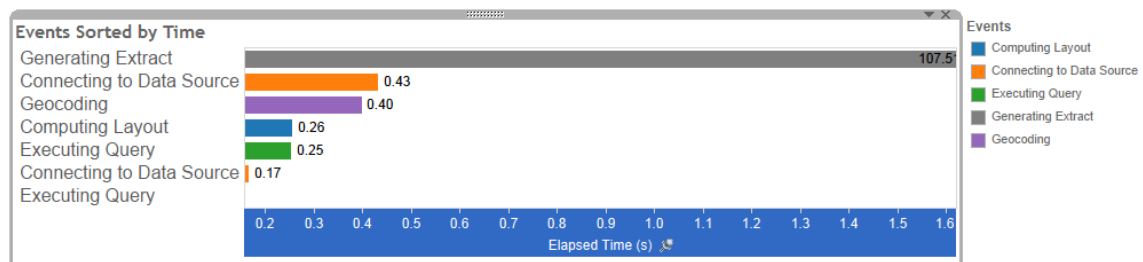 Events Sorted by Time
Generating Extract 107.51
Connecting to Data Source 0.43
Geocoding 0.40
Computing Layout 0.26
Executing Query 0.25
Connecting to Data Source 0.17
Executing Query
0.2 0.3 0.4 0.5 0.6 0.7 0.8 0.9 1.0 1.1 1.2 1.3 1.4 1.5 1.6
Elapsed Time (s)
Events
Computing Layout
Connecting to Data Source
Executing Query
Generating Extract
Geocoding